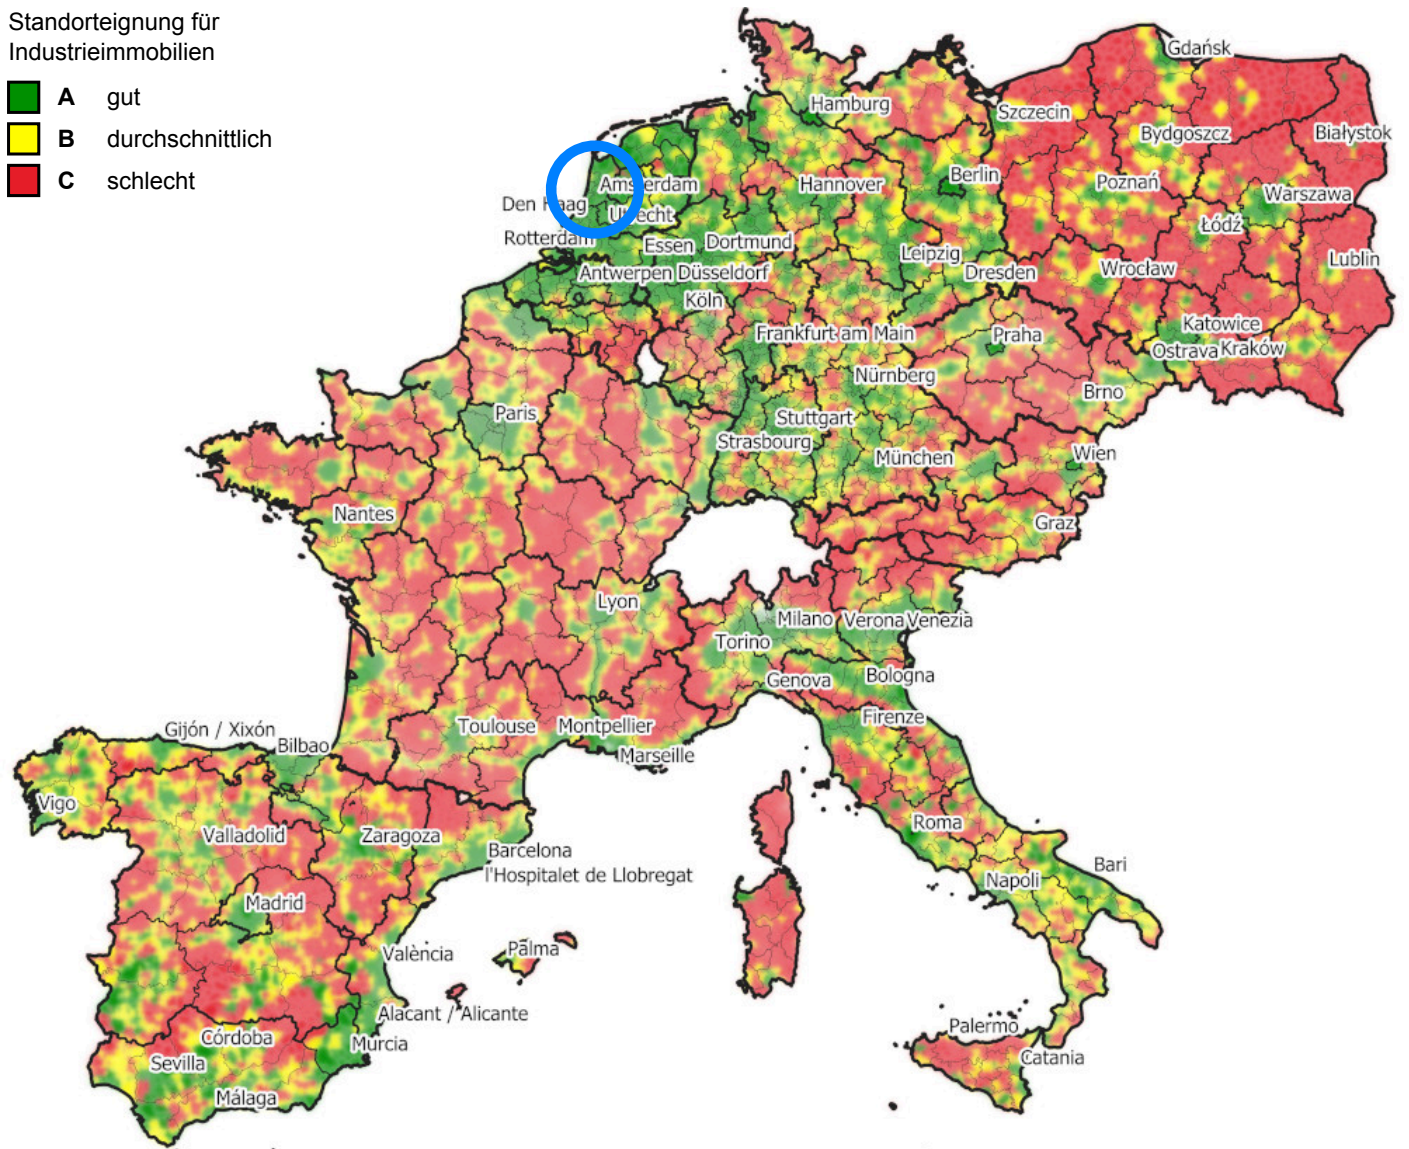 Standorteignung für
Industrieimmobilien
A gut
B durchschnittlich
C schlecht
Gdańsk
Hamburg
Szczecin
Bydgoszcz
Białystok
Amsterdam
Hannover
Berlin
Poznań
Warszawa
Den Haag
Utrecht
Łódź
Rotterdam
Essen
Dortmund
Leipzig
Lublin
Antwerpen
Düsseldorf
Dresden
Wrocław
Köln
Frankfurt am Main
Praha
Katowice
Ostrava
Kraków
Nürnberg
Brno
Paris
Stuttgart
Strasbourg
München
Wien
Nantes
Graz
Lyon
Milano
Verona
Venezia
Torino
Genova
Bologna
Gijón / Xixón
Bilbao
Toulouse
Montpellier
Firenze
Marseille
Vigo
Valladolid
Zaragoza
Roma
Barcelona
l'Hospitalet de Llobregat
Bari
Napoli
Madrid
València
Palma
Alacant / Alicante
Palermo
Córdoba
Murcia
Catania
Sevilla
Málaga